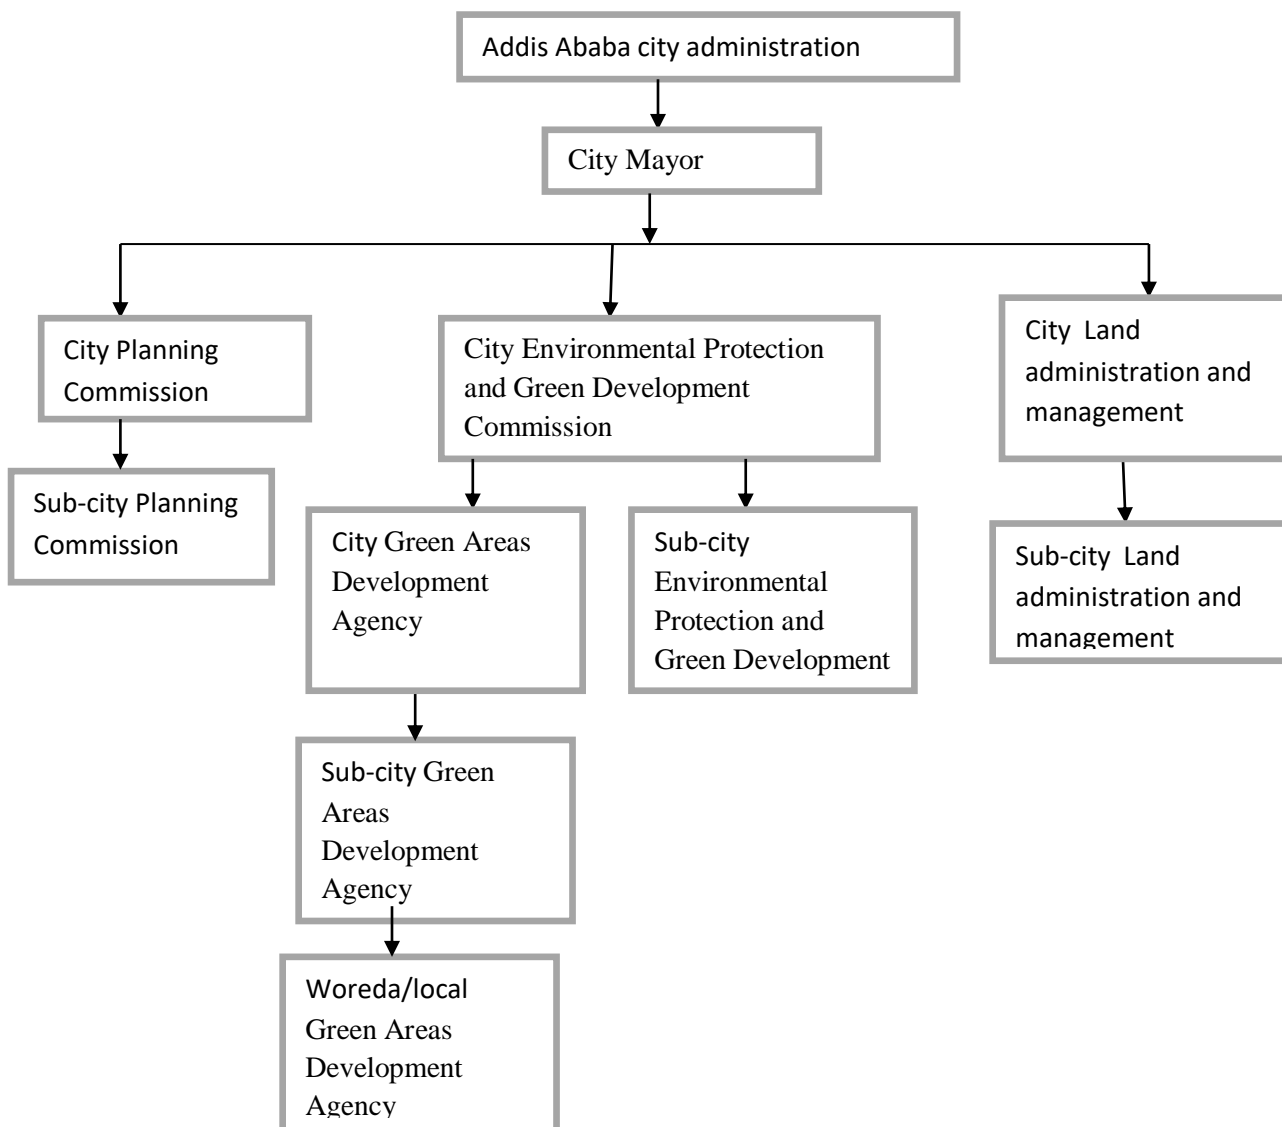 Addis Ababa city administration
City Mayor
City Planning
Commission
City Environmental Protection
and Green Development
Commission
City  Land
administration and
management
Sub-city Planning
Commission
City Green Areas
Development
Agency
Sub-city
Environmental
Protection and
Green Development
Sub-city  Land
administration and
management
Sub-city Green
Areas
Development
Agency
Woreda/local
Green Areas
Development
Agency